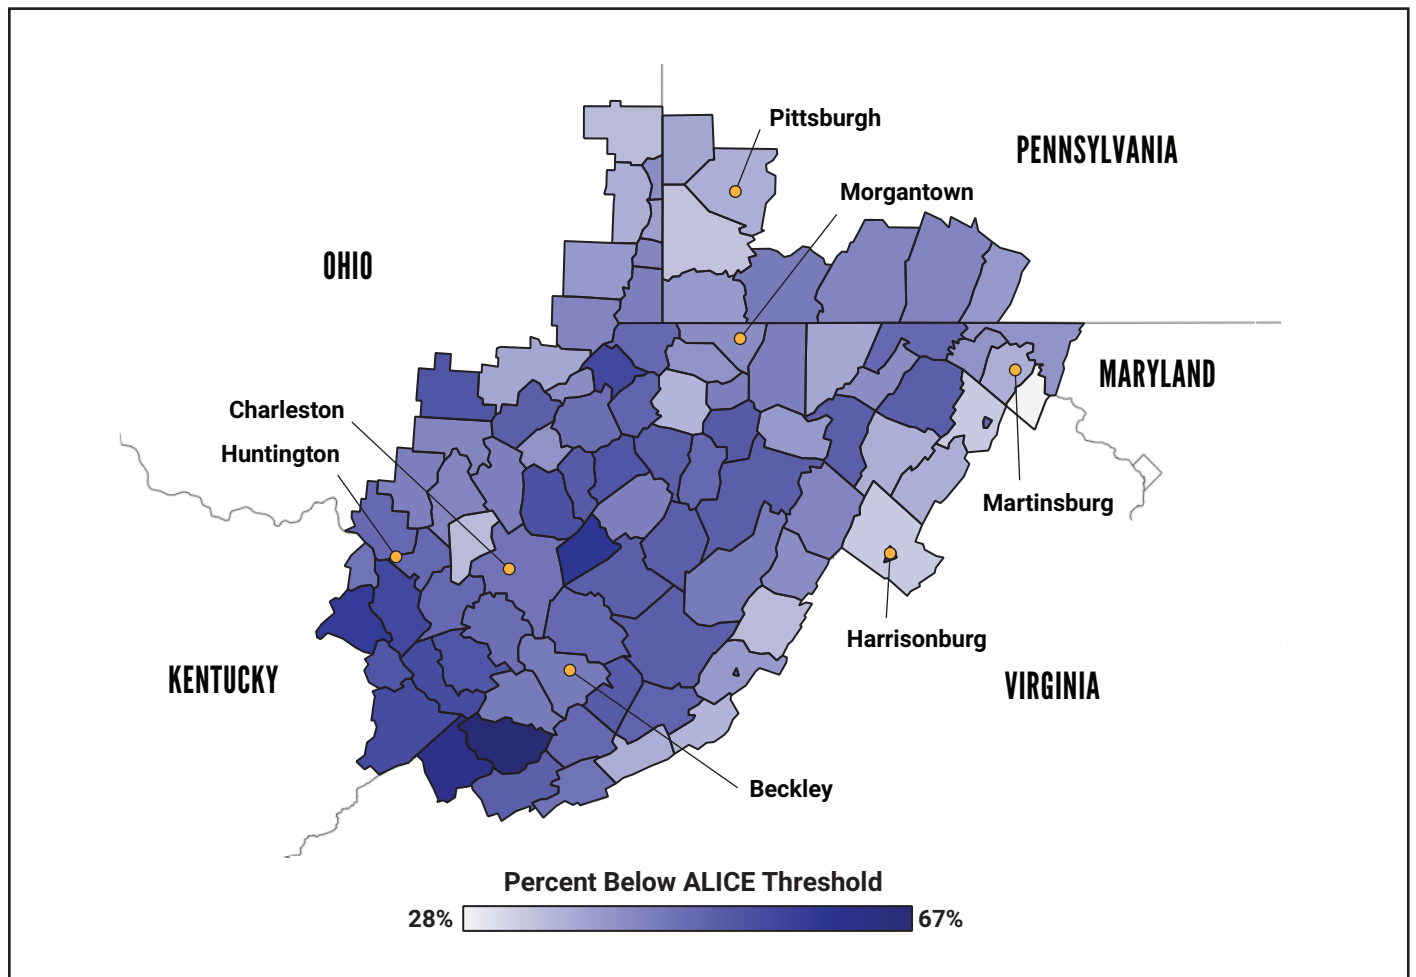 Pittsburgh
PENNSYLVANIA
Morgantown
OHIO
MARYLAND
Charleston
Huntington
Martinsburg
Harrisonburg
KENTUCKY
VIRGINIA
Beckley
Percent Below ALICE Threshold
28%
67%